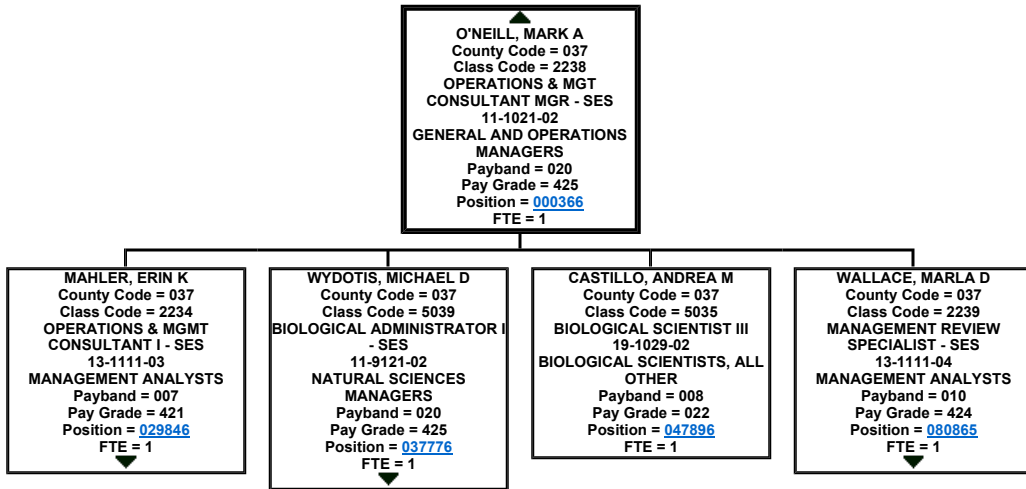 O'NEILL, MARK A
County Code = 037
Class Code = 2238
OPERATIONS & MGT
CONSULTANT MGR - SES
11-1021-02
GENERAL AND OPERATIONS
MANAGERS
Payband = 020
Pay Grade = 425
Position = 000366
FTE = 1
MAHLER, ERIN K
County Code = 037
Class Code = 2234
OPERATIONS & MGMT
CONSULTANT I - SES
13-1111-03
MANAGEMENT ANALYSTS
Payband = 007
Pay Grade = 421
Position = 029846
FTE = 1
WYDOTIS, MICHAEL D
County Code = 037
Class Code = 5039
BIOLOGICAL ADMINISTRATOR I
- SES
11-9121-02
NATURAL SCIENCES
MANAGERS
Payband = 020
Pay Grade = 425
Position = 037776
FTE = 1
CASTILLO, ANDREA M
County Code = 037
Class Code = 5035
BIOLOGICAL SCIENTIST III
19-1029-02
BIOLOGICAL SCIENTISTS, ALL
OTHER
Payband = 008
Pay Grade = 022
Position = 047896
FTE = 1
WALLACE, MARLA D
County Code = 037
Class Code = 2239
MANAGEMENT REVIEW
SPECIALIST - SES
13-1111-04
MANAGEMENT ANALYSTS
Payband = 010
Pay Grade = 424
Position = 080865
FTE = 1